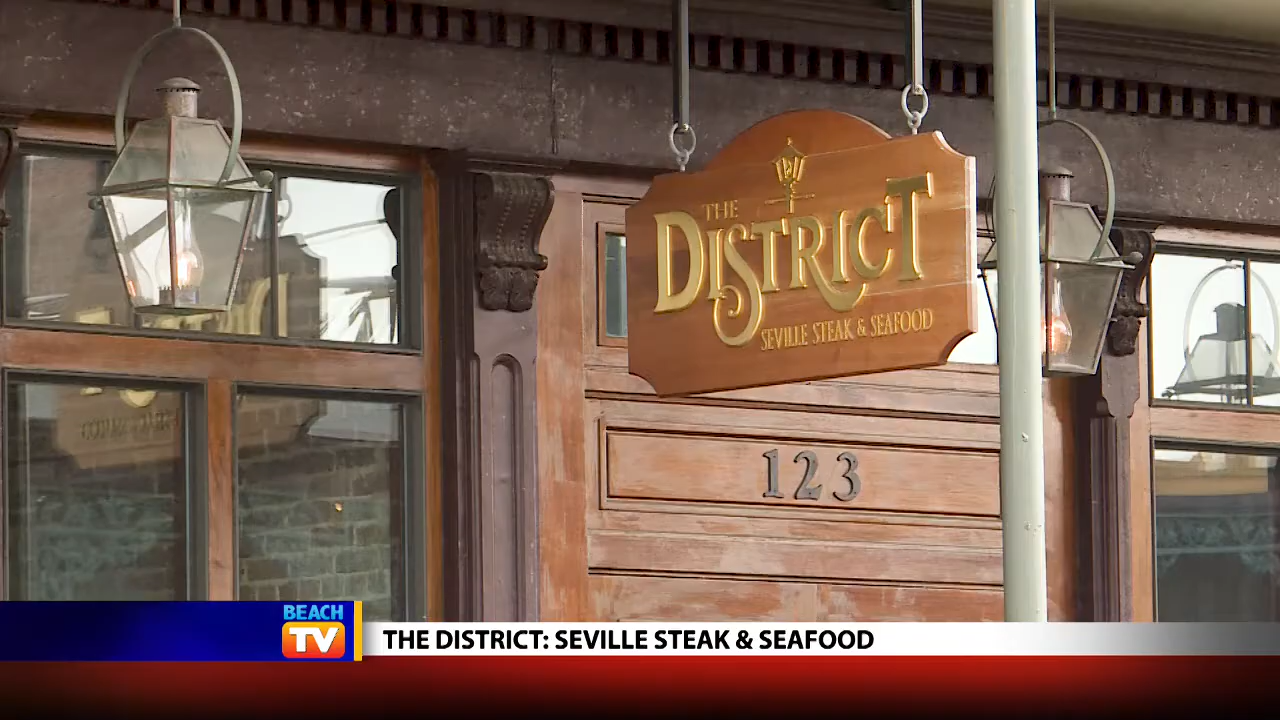 THE
DISTRICT
SEVILLE STEAK & SEAFOOD
123
BEACH
TV
THE DISTRICT: SEVILLE STEAK & SEAFOOD